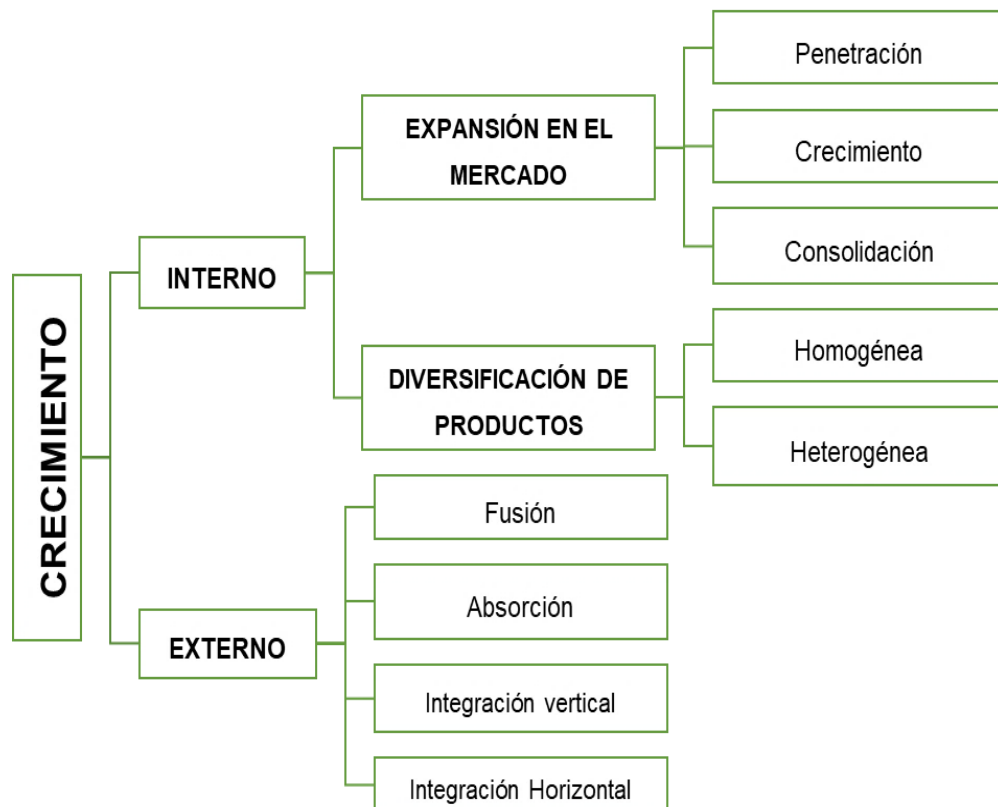 CRECIMIENTO
INTERNO
EXPANSIÓN EN EL
MERCADO
Penetración
Crecimiento
Consolidación
DIVERSIFICACIÓN DE
PRODUCTOS
Homogénea
Heterogénea
EXTERNO
Fusión
Absorción
Integración vertical
Integración Horizontal